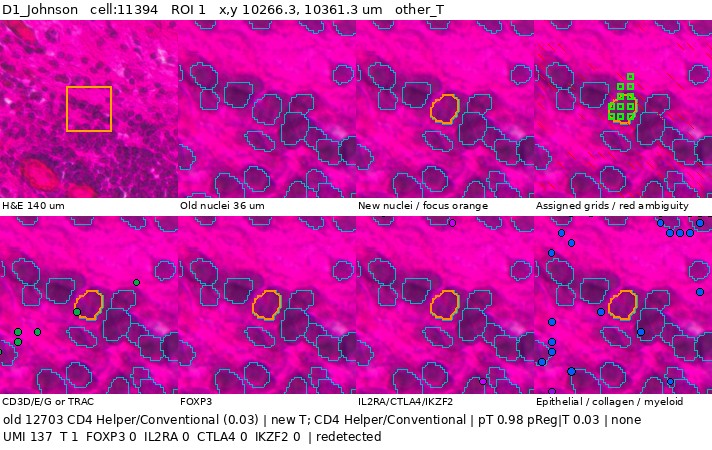 D1_Johnson cell:11394 ROI 1 x,y 10266.3, 10361.3 um other_T
H&E 140 um
Old nuclei 36 um
New nuclei / focus orange
Assigned grids / red ambiguity
CD3D/E/G or TRAC
FOXP3
IL2RA/CTLA4/IKZF2
Epithelial / collagen / myeloid
old 12703 CD4 Helper/Conventional (0.03) | new T; CD4 Helper/Conventional | pT 0.98 pReg|T 0.03 | none
UMI 137 T 1 FOXP3 0 IL2RA 0 CTLA4 0 IKZF2 0 | redetected